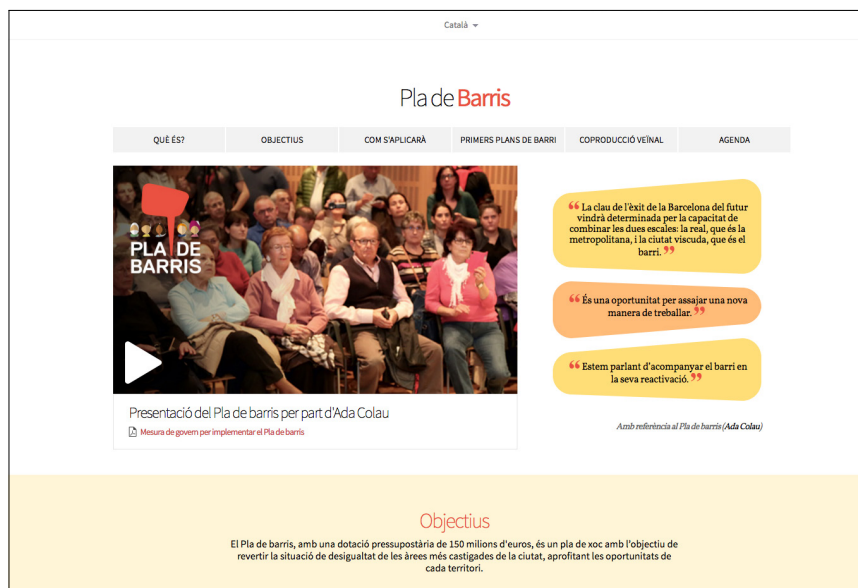 Català
Pla de Barris
QUÈ ÉS?
OBJECTIUS
COM S'APLICARÀ
PRIMERS PLANS DE BARRI
COPRODUCCIÓ VEÏNAL
AGENDA
PLA DE
BARRIS
Presentació del Pla de barris per part d'Ada Colau
Mesura de govern per implementar el Pla de barris
❝ La clau de l'èxit de la Barcelona del futur
vindrà determinada per la capacitat de
combinar les dues escales: la real, que és la
metropolitana, i la ciutat viscuda, que és el
barri. ❞
❝ És una oportunitat per assajar una nova
manera de treballar. ❞
❝ Estem parlant d'acompanyar el barri en
la seva reactivació. ❞
Amb referència al Pla de barris (Ada Colau)
Objectius
El Pla de barris, amb una dotació pressupostària de 150 milions d'euros, és un pla de xoc amb l'objectiu de
revertir la situació de desigualtat de les àrees més castigades de la ciutat, aprofitant les oportunitats de
cada territori.